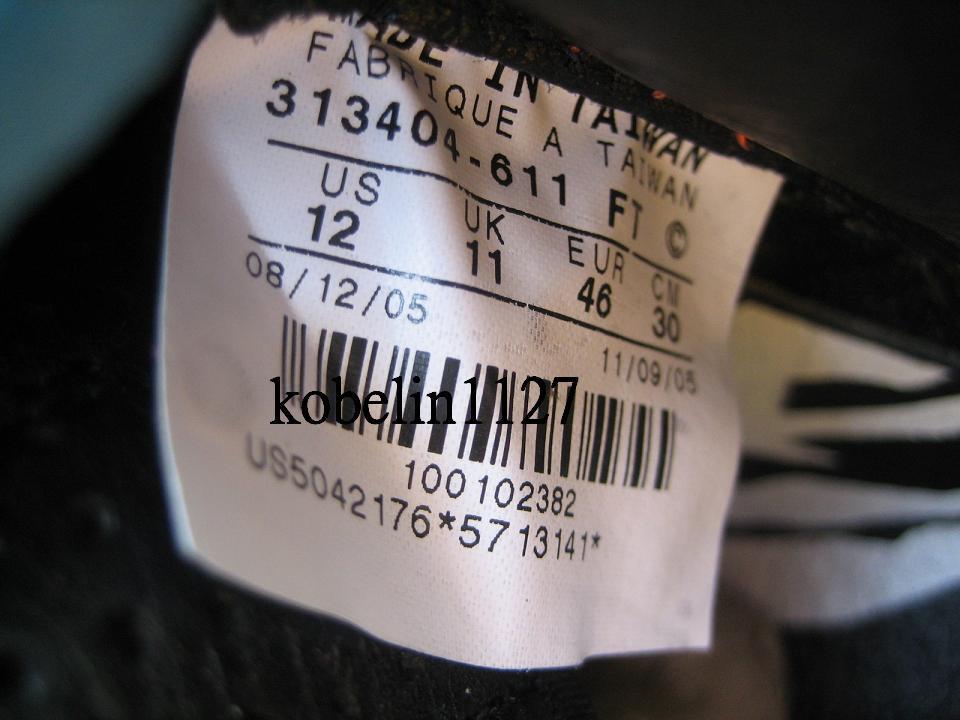 MADE IN TAIWAN
FABRIQUE A TAIWAN
313404-611 FT ©
US UK EUR CM
12 11 46 30
08/12/05 11/09/05
kobelin1127
100102382
US5042176*5713141*